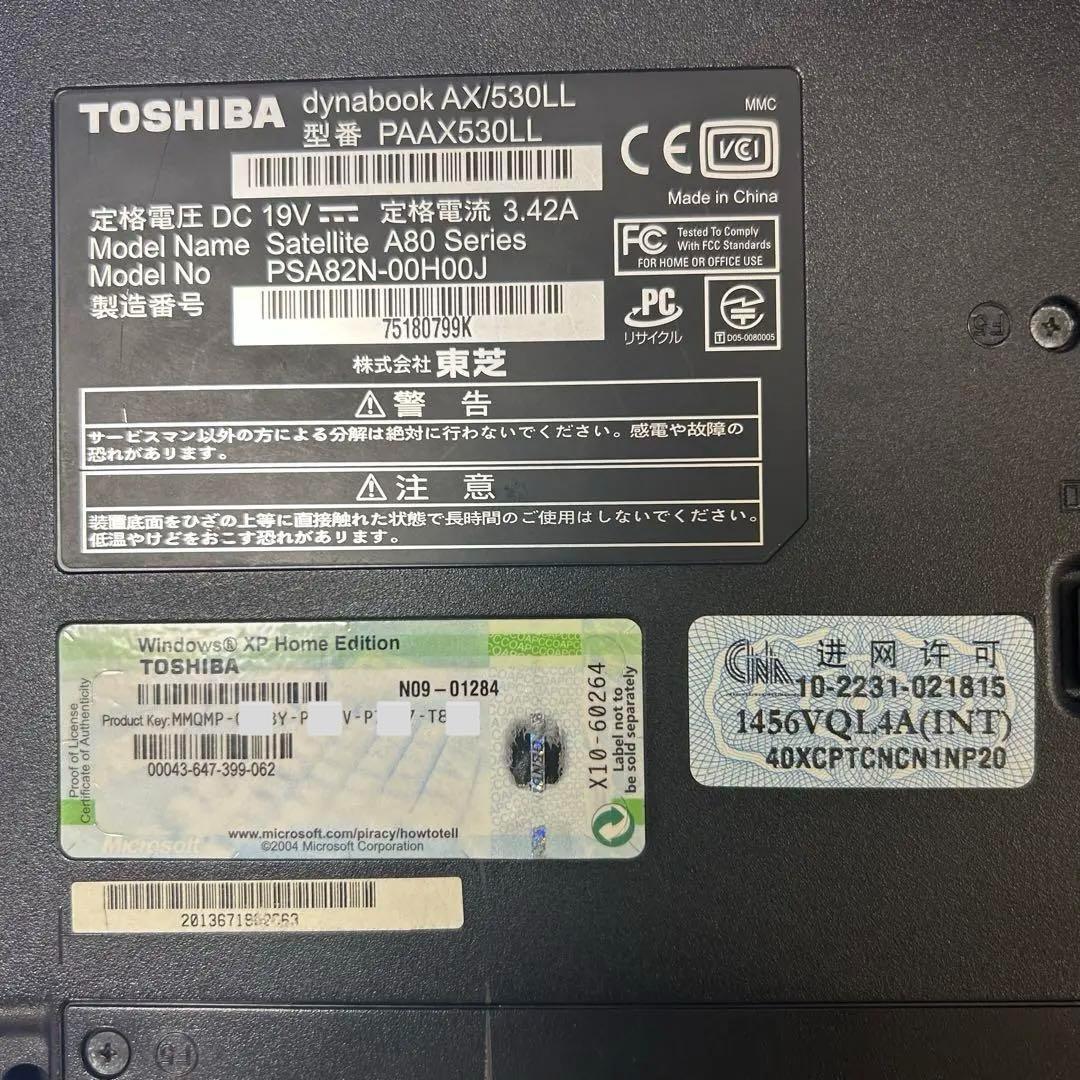 TOSHIBA dynabook AX/530LL
型番 PAAX530LL
MMC
CE VCI
Made in China
定格電圧 DC 19V 定格電流 3.42A
Model Name Satellite A80 Series
Model No PSA82N-00H00J
製造番号
75180799K
FC Tested To Comply
With FCC Standards
FOR HOME OR OFFICE USE
PC
リサイクル
T D05-0080005
株式会社 東芝
⚠警告
サービスマン以外の方による分解は絶対に行わないでください。感電や故障の
恐れがあります。
⚠注意
装置底面をひざの上等に直接触れた状態で長時間のご使用はしないでください。
低温やけどをおこす恐れがあります。
F5
Windows® XP Home Edition
TOSHIBA
N09-01284
Product Key:MMQMP-
00043-647-399-062
Proof of License
Certificate of Authenticity
X10-60264
Label not to
be sold separately
www.microsoft.com/piracy/howtotell
©2004 Microsoft Corporation
Microsoft
CNA 进网许可
10-2231-021815
1456VQL4A(INT)
40XCPTCNCN1NP20
F5